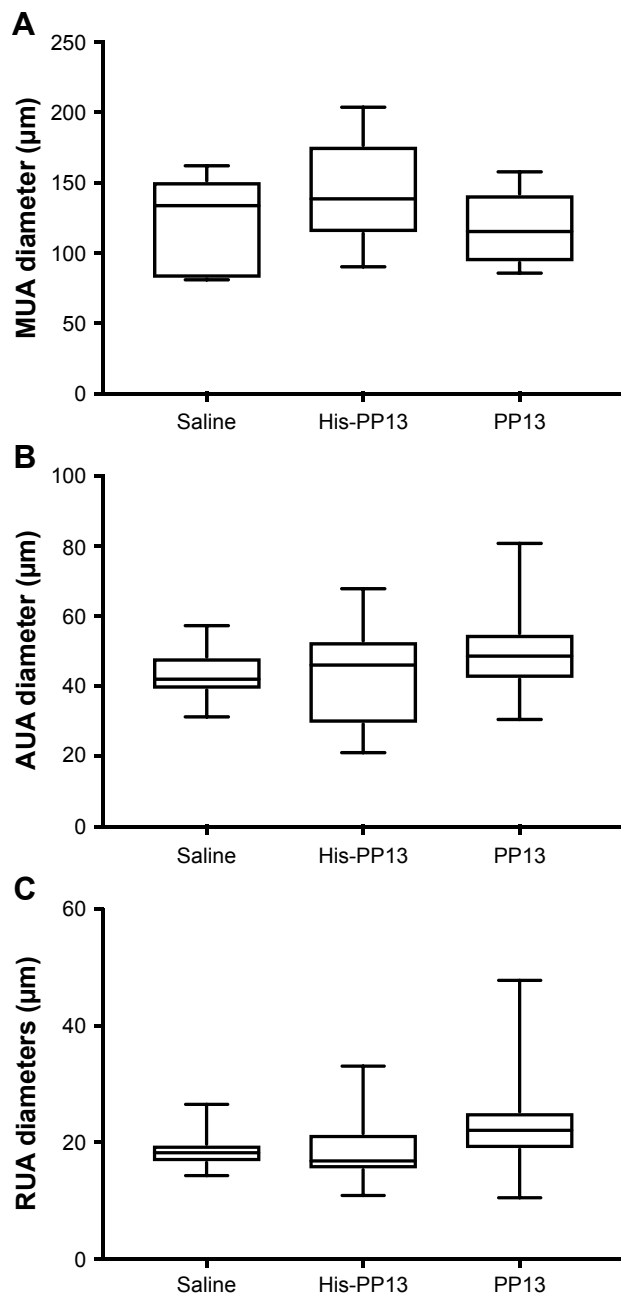 A
MUA diameter (µm)
250
200
150
100
50
0
Saline His-PP13 PP13
B
AUA diameter (µm)
100
80
60
40
20
0
Saline His-PP13 PP13
C
RUA diameters (µm)
60
40
20
0
Saline His-PP13 PP13